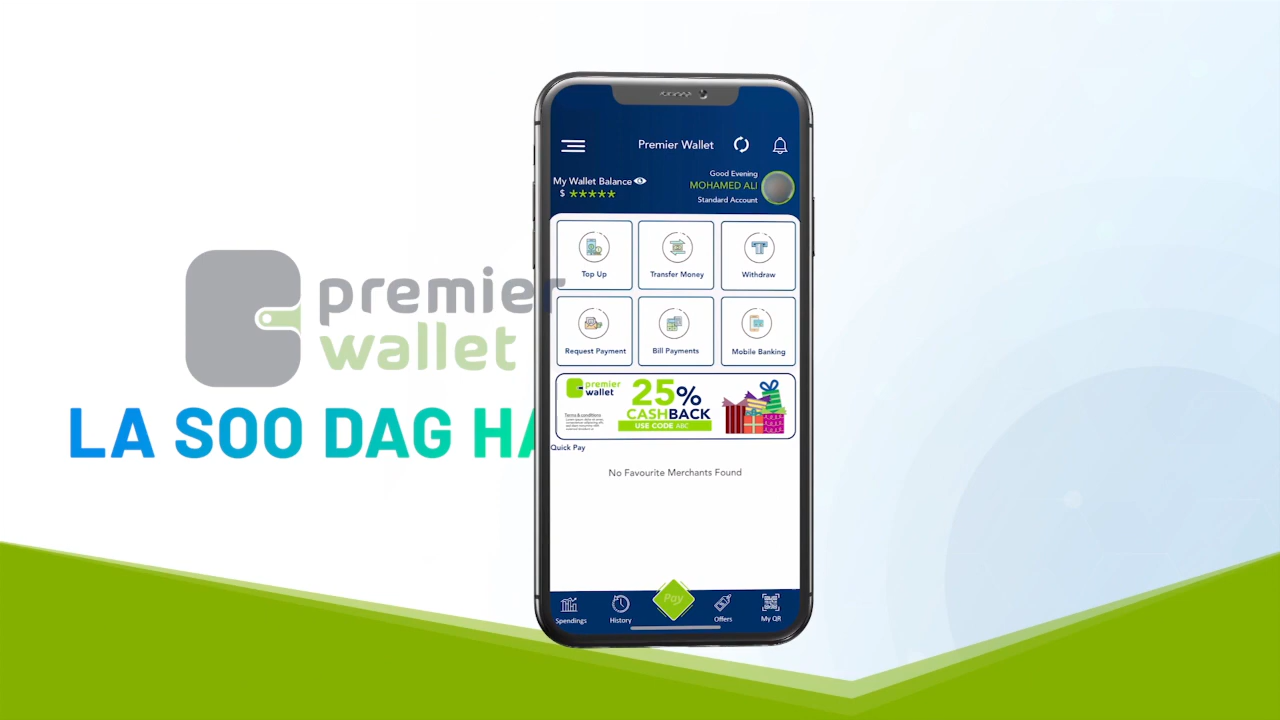 premier
wallet
LA SOO DAG HA
Premier Wallet
My Wallet Balance
$ *****
Good Evening
MOHAMED ALI
Standard Account
Top Up
Transfer Money
Withdraw
Request Payment
Bill Payments
Mobile Banking
premier
wallet
Terms & conditions
25%
CASHBACK
USE CODE ABC
Quick Pay
No Favourite Merchants Found
Spendings
History
Pay
Offers
My QR